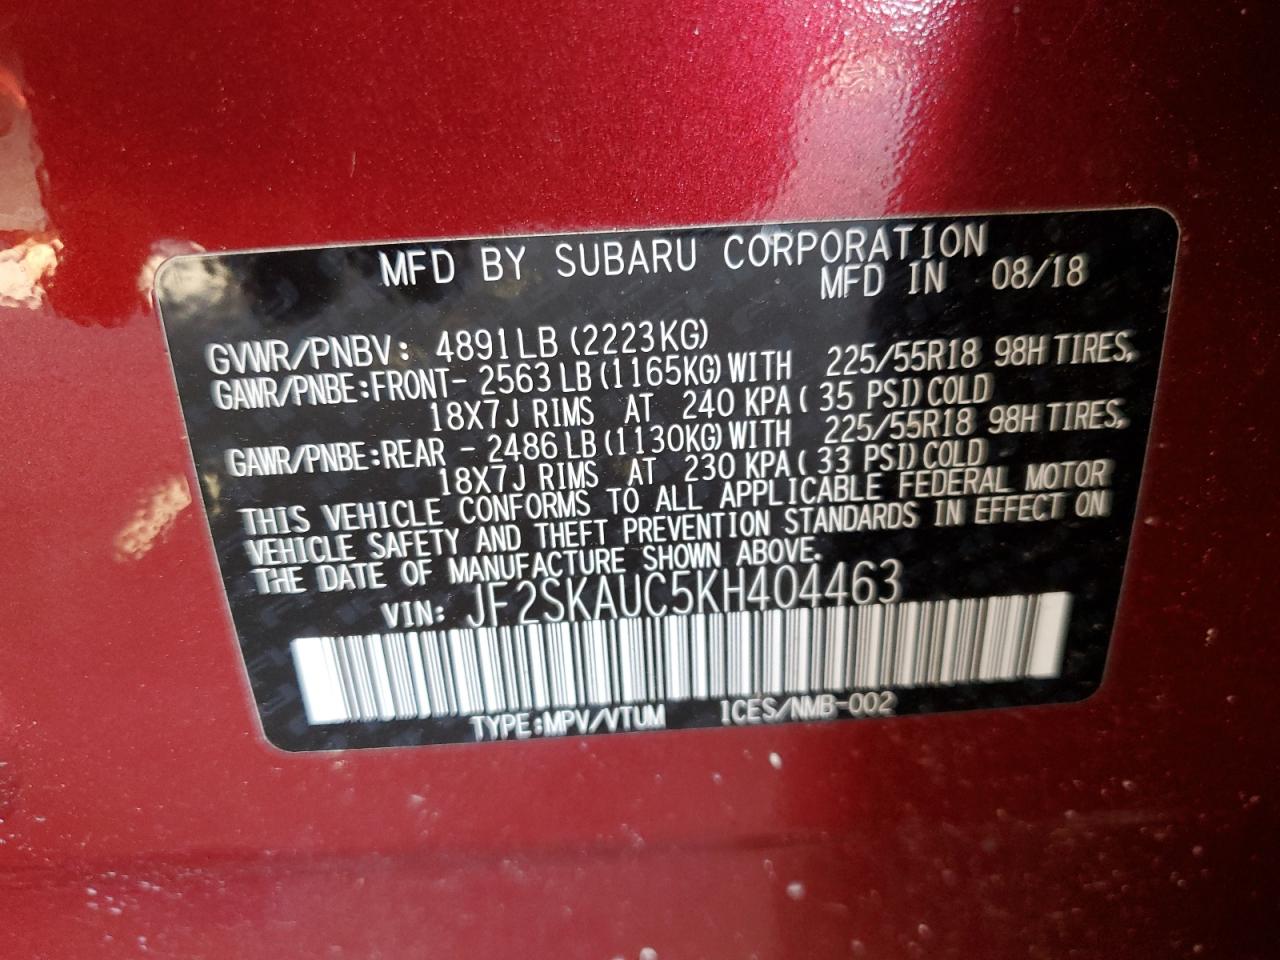 MFD BY SUBARU CORPORATION
MFD IN 08/18
GVWR/PNBV: 4891LB (2223KG)
GAWR/PNBE:FRONT- 2563 LB (1165KG) WITH 225/55R18 98H TIRES,
18X7J RIMS AT 240 KPA ( 35 PSI) COLD
GAWR/PNBE:REAR - 2486 LB (1130KG) WITH 225/55R18 98H TIRES,
18X7J RIMS AT 230 KPA ( 33 PSI) COLD
THIS VEHICLE CONFORMS TO ALL APPLICABLE FEDERAL MOTOR
VEHICLE SAFETY AND THEFT PREVENTION STANDARDS IN EFFECT ON
THE DATE OF MANUFACTURE SHOWN ABOVE.
VIN: JF2SKAUC5KH404463
TYPE:MPV/VTUM ICES/NMB-002